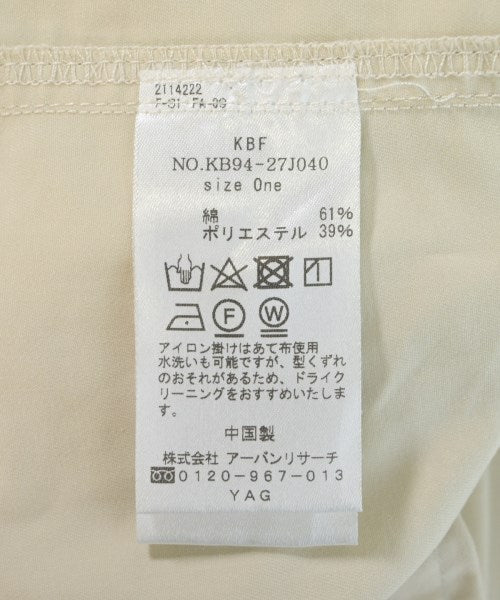 2114222
F-01 FA-09
KBF
NO.KB94-27J040
size One
綿 61%
ポリエステル 39%
F W
アイロン掛けはあて布使用
水洗いも可能ですが、型くずれ
のおそれがあるため、ドライク
リーニングをおすすめいたしま
す。
中国製
株式会社 アーバンリサーチ
0120-967-013
YAG